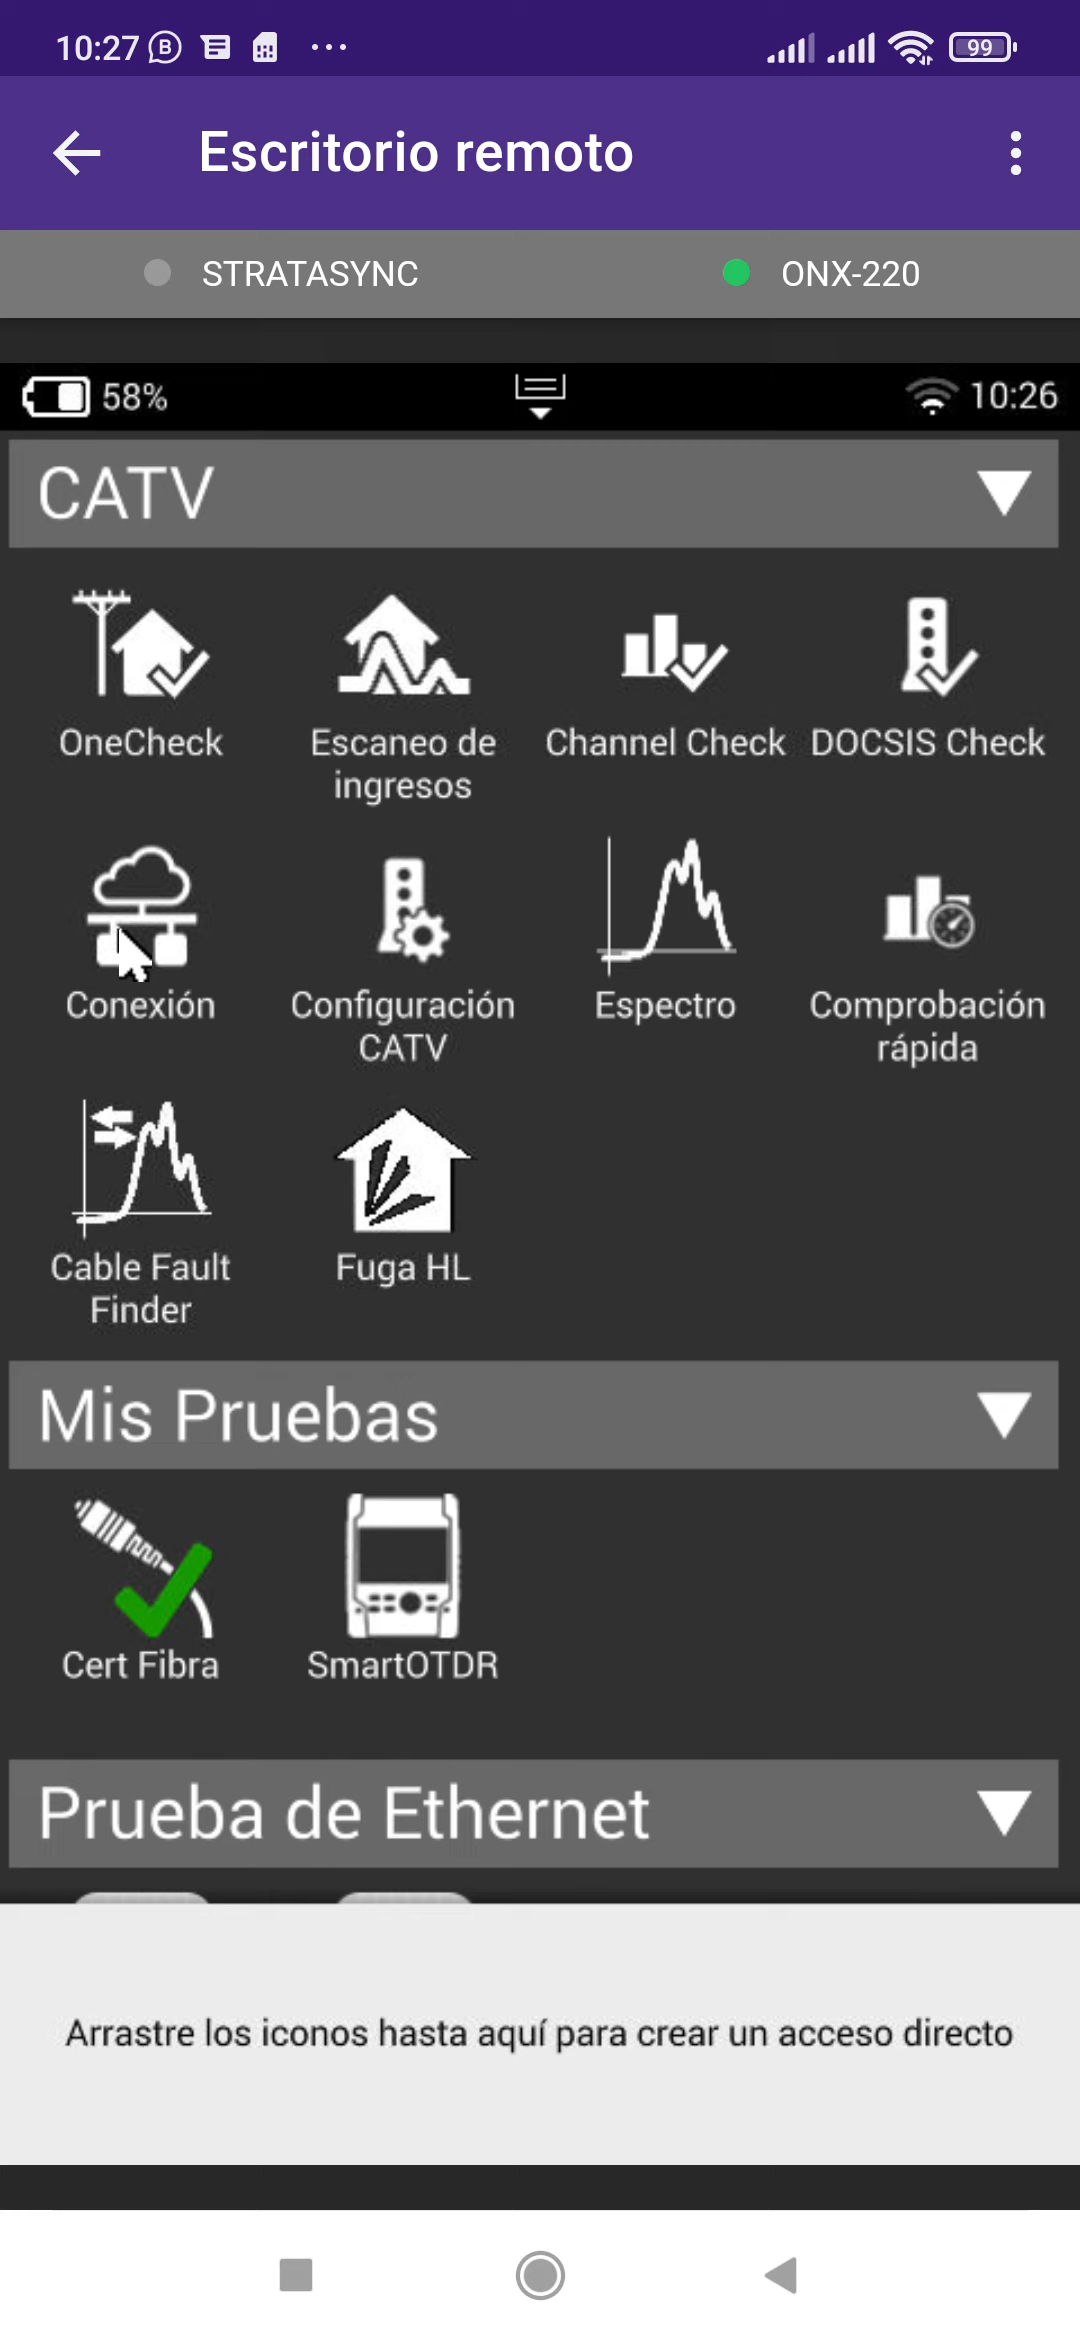 10:27
99
Escritorio remoto
STRATASYNC ONX-220
58% 10:26
CATV
OneCheck Escaneo de ingresos Channel Check DOCSIS Check
Conexión Configuración CATV Espectro Comprobación rápida
Cable Fault Finder Fuga HL
Mis Pruebas
Cert Fibra SmartOTDR
Prueba de Ethernet
Arrastre los iconos hasta aquí para crear un acceso directo